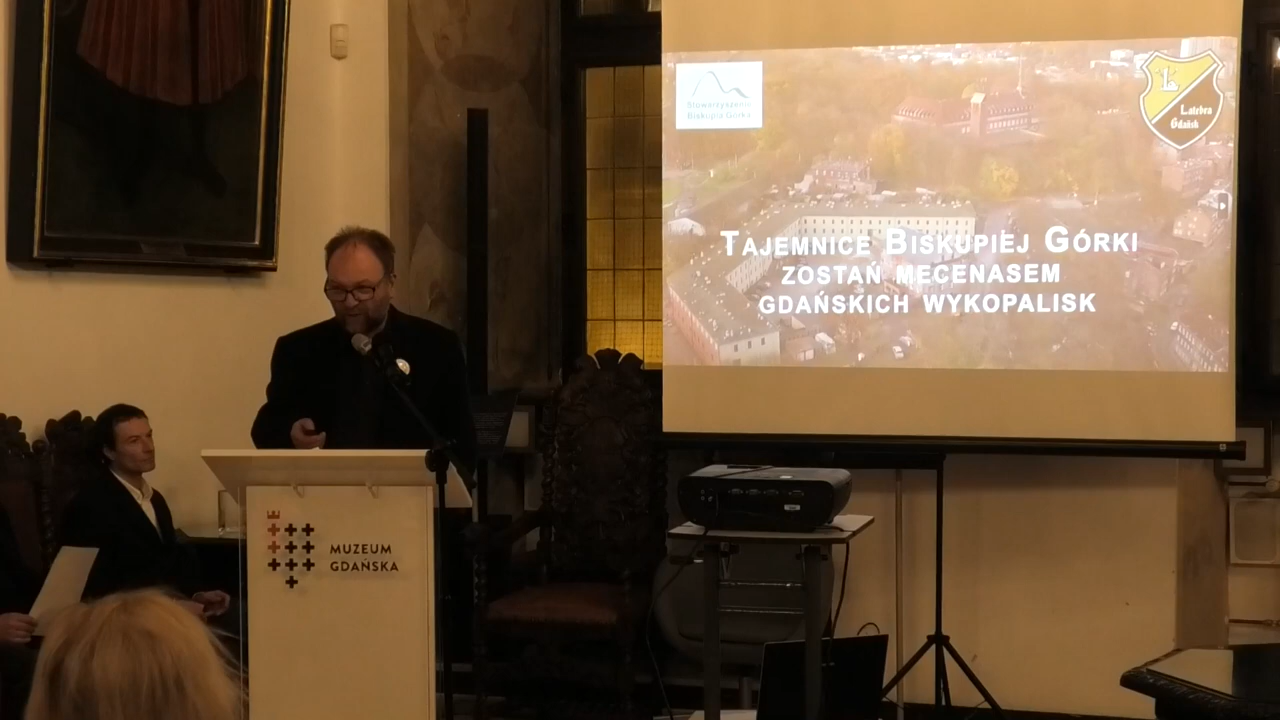 Stowarzyszenie
Biskupia Górka
Latebra
Gdańsk
TAJEMNICE BISKUPIEJ GÓRKI
ZOSTAŃ MECENASEM
GDAŃSKICH WYKOPALISK
MUZEUM
GDAŃSKA